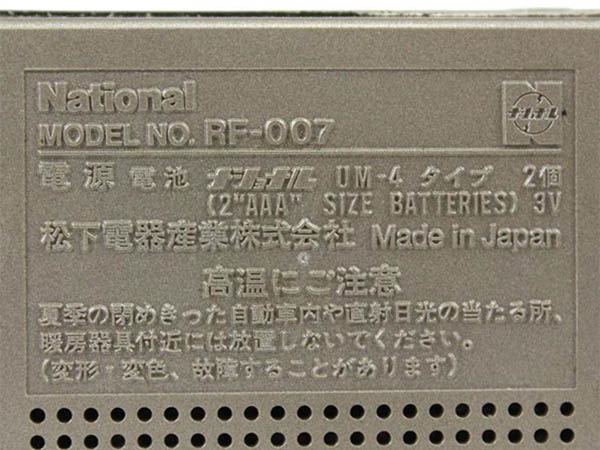 National
ナショナル
MODEL NO. RF-007
電源 電池 ナショナル UM-4 タイプ 2個
(2"AAA" SIZE BATTERIES) 3V
松下電器産業株式会社 Made in Japan
高温にご注意
夏季の閉めきった自動車内や直射日光の当たる所、
暖房器具付近には放置しないでください。
(変形・変色、故障することがあります)